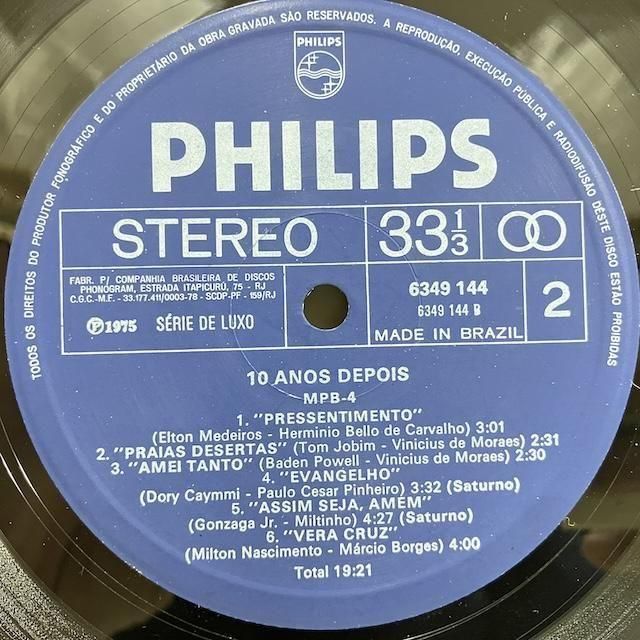 TODOS OS DIREITOS DO PRODUTOR FONOGRÁFICO E DO PROPRIETÁRIO DA OBRA GRAVADA SÃO RESERVADOS. A REPRODUÇÃO, EXECUÇÃO PÚBLICA E RADIODIFUSÃO DÊSTE DISCO ESTÃO PROIBIDAS
PHILIPS
PHILIPS
STEREO 33 1/3
FABR. P/ COMPANHIA BRASILEIRA DE DISCOS
PHONOGRAM, ESTRADA ITAPICURÚ, 75 - RJ
C.G.C.-M.F. - 33.177.411/0003-78 - SCDP-PF - 159/RJ
Ⓟ 1975 SÉRIE DE LUXO
6349 144
6349 144 B
2
MADE IN BRAZIL
10 ANOS DEPOIS
MPB-4
1. "PRESSENTIMENTO"
(Elton Medeiros - Herminio Bello de Carvalho) 3:01
2. "PRAIAS DESERTAS" (Tom Jobim - Vinicius de Moraes) 2:31
3. "AMEI TANTO" (Baden Powell - Vinicius de Moraes) 2:30
4. "EVANGELHO"
(Dory Caymmi - Paulo Cesar Pinheiro) 3:32 (Saturno)
5. "ASSIM SEJA, AMÉM"
(Gonzaga Jr. - Miltinho) 4:27 (Saturno)
6. "VERA CRUZ"
(Milton Nascimento - Márcio Borges) 4:00
Total 19:21